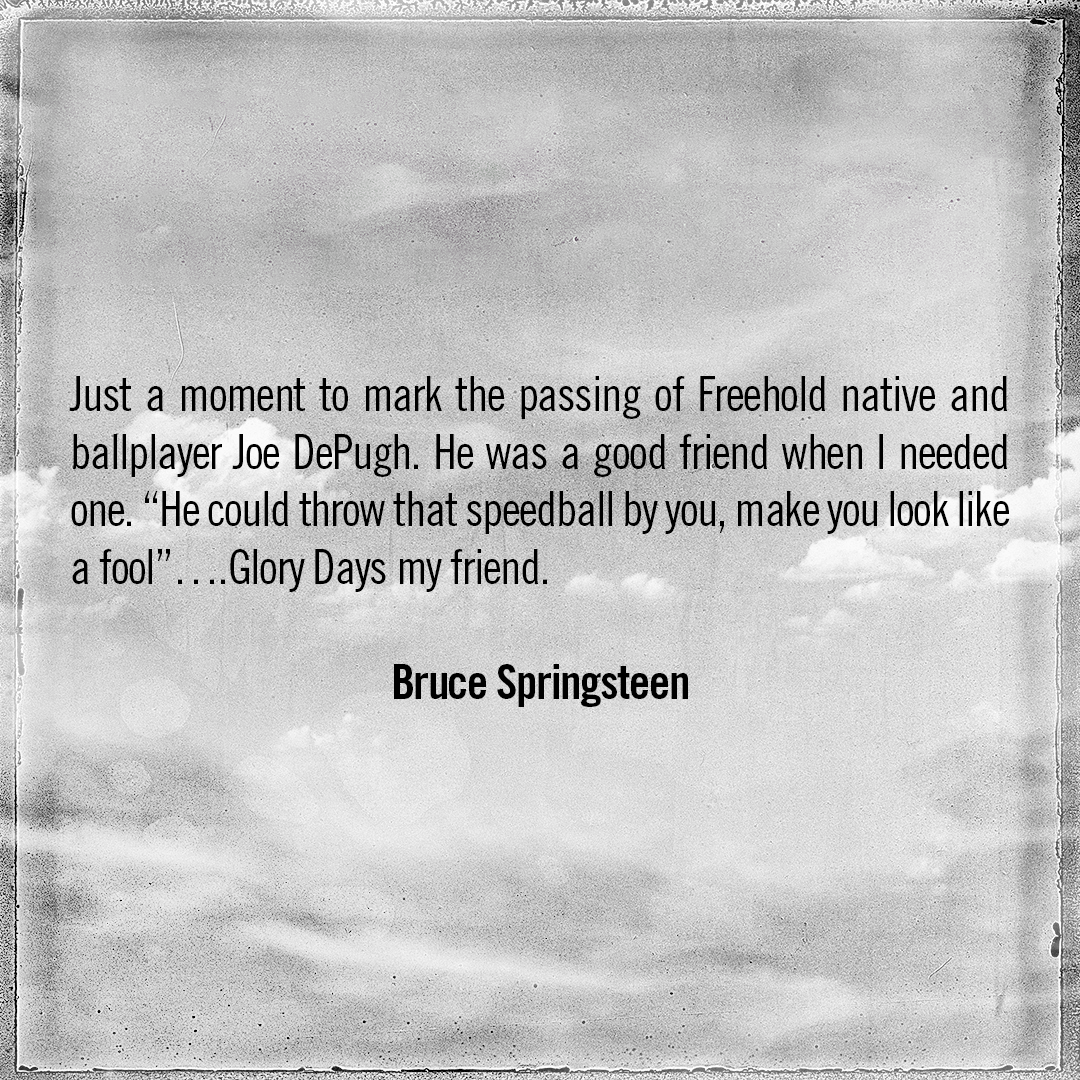 Just a moment to mark the passing of Freehold native and
ballplayer Joe DePugh. He was a good friend when I needed
one. “He could throw that speedball by you, make you look like
a fool”. . . .Glory Days my friend.
Bruce Springsteen